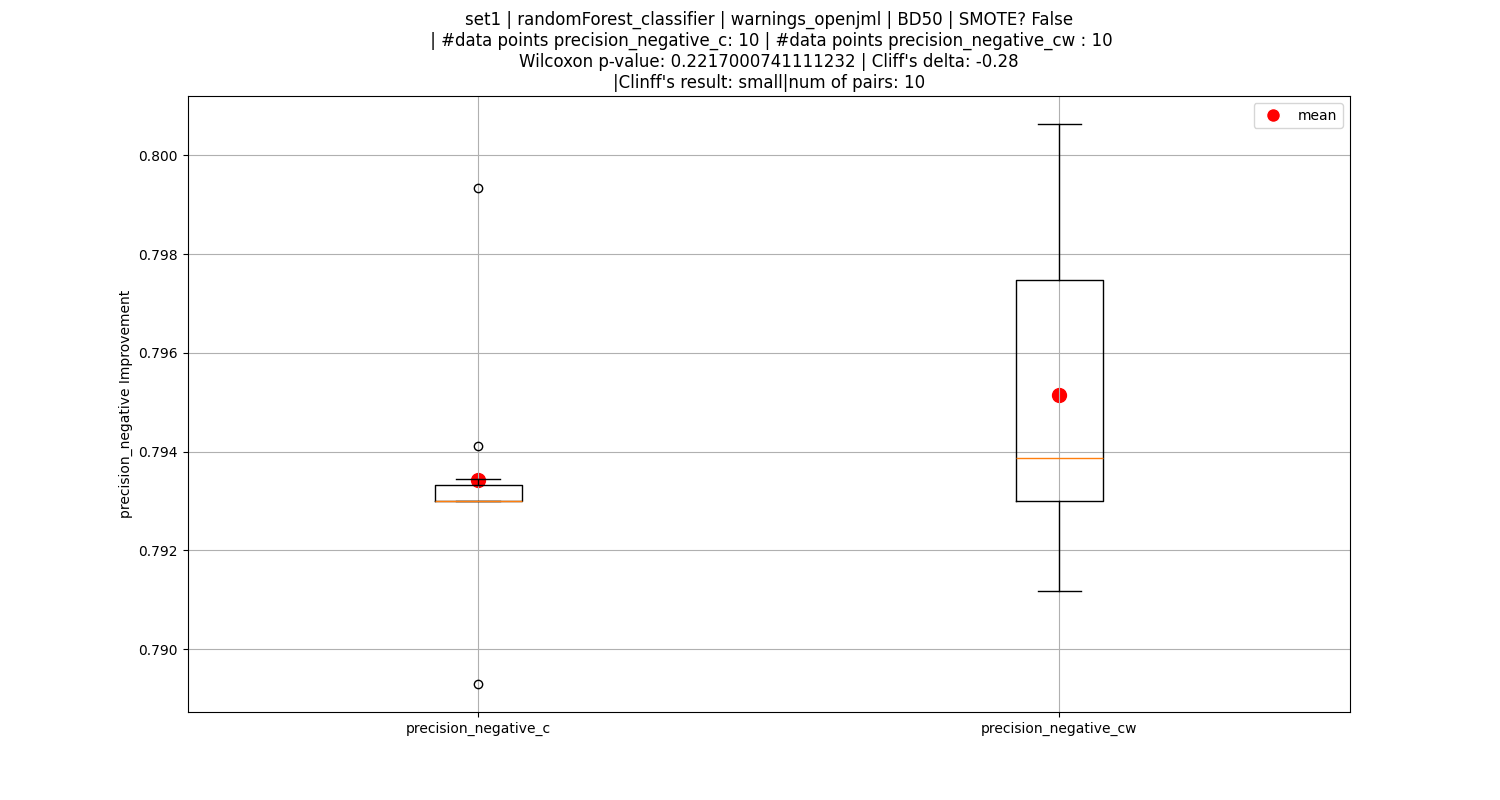 set1 | randomForest_classifier | warnings_openjml | BD50 | SMOTE? False
| #data points precision_negative_c: 10 | #data points precision_negative_cw : 10
Wilcoxon p-value: 0.2217000741111232 | Cliff's delta: -0.28
|Clinff's result: small|num of pairs: 10
mean
0.800
0.798
0.796
0.794
0.792
0.790
precision_negative Improvement
precision_negative_c
precision_negative_cw